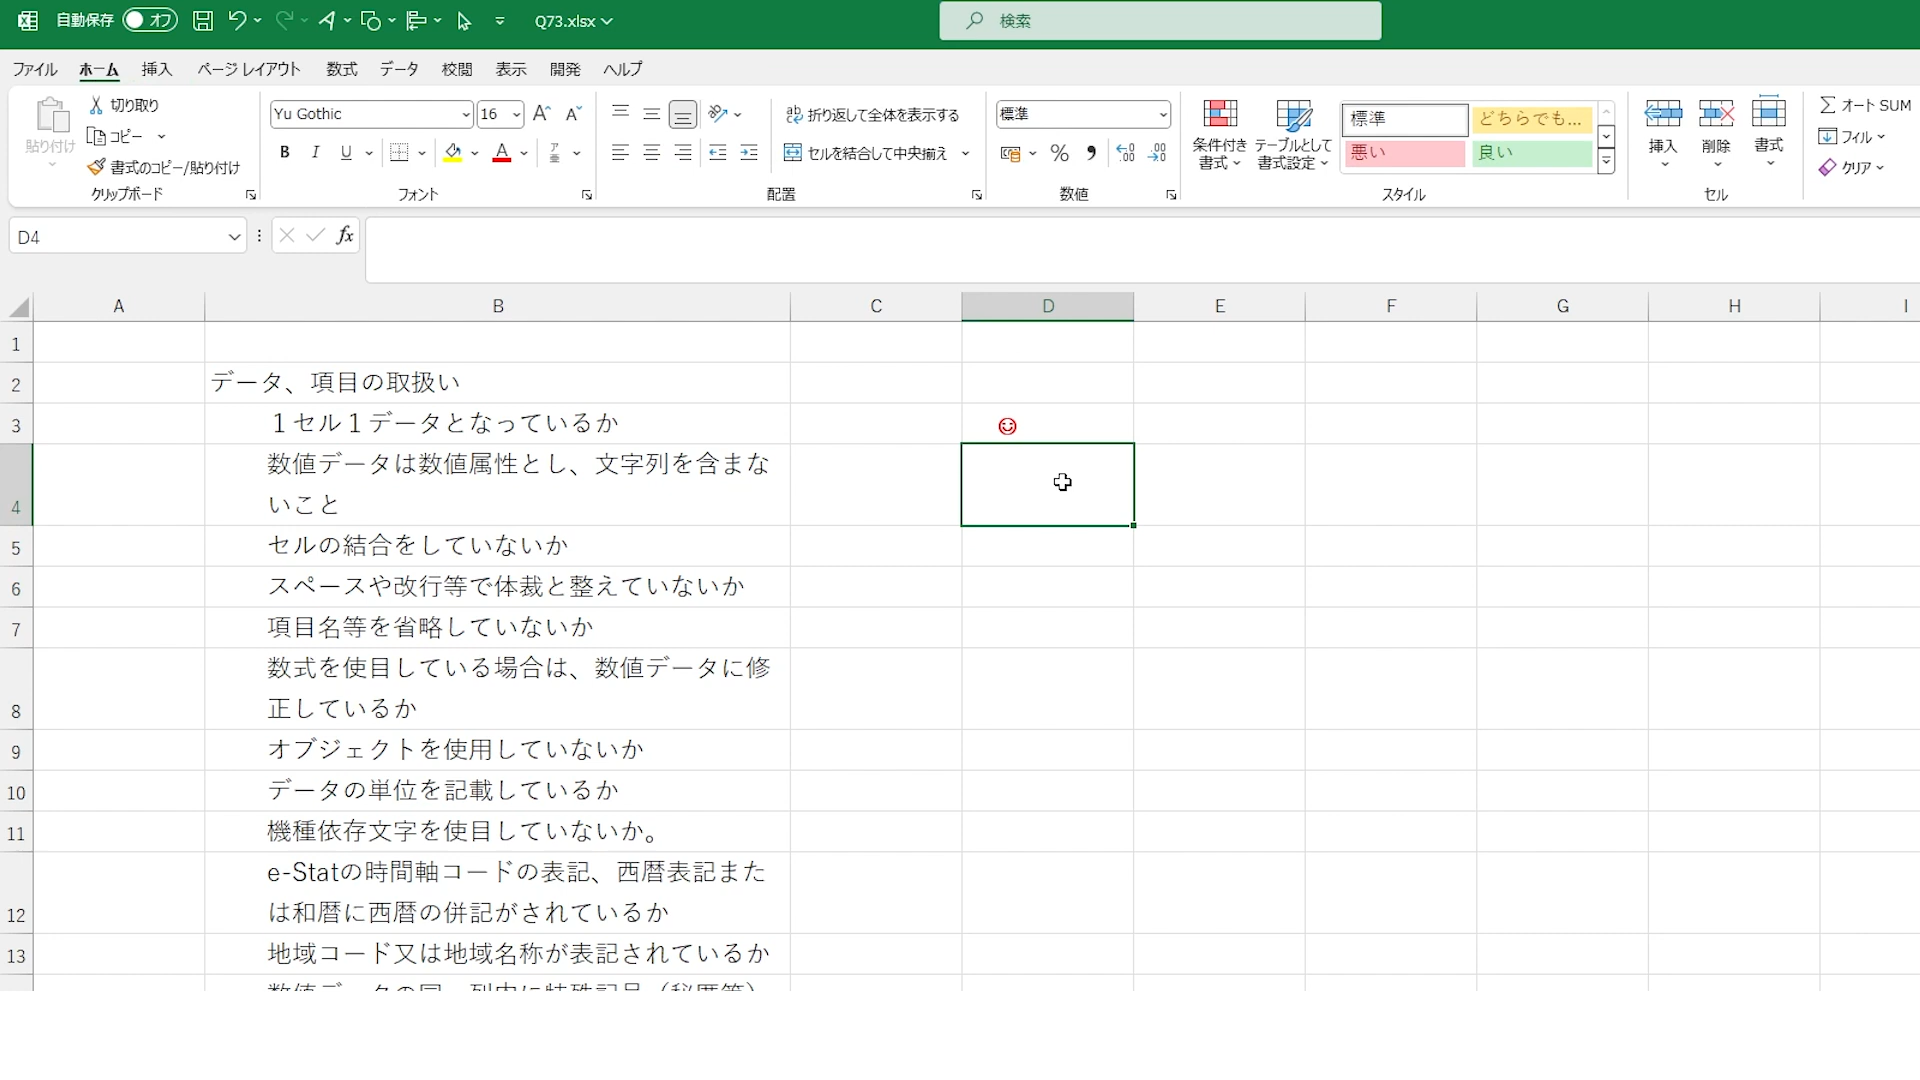 自動保存 オフ Q73.xlsx 検索
ファイル ホーム 挿入 ページ レイアウト 数式 データ 校閲 表示 開発 ヘルプ
貼り付け 切り取り コピー 書式のコピー/貼り付け クリップボード
Yu Gothic 16 B I U フォント
折り返して全体を表示する セルを結合して中央揃え 配置
標準 数値
条件付き書式 テーブルとして書式設定 標準 どちらでも... 悪い 良い スタイル
挿入 削除 書式 セル
オート SUM
フィル
クリア
D4 fx
A B C D E F G H I
1
2 データ、項目の取扱い
3 １セル１データとなっているか
数値データは数値属性とし、文字列を含まな
4 いこと
5 セルの結合をしていないか
6 スペースや改行等で体裁と整えていないか
7 項目名等を省略していないか
数式を使目している場合は、数値データに修
8 正しているか
9 オブジェクトを使用していないか
10 データの単位を記載しているか
11 機種依存文字を使目していないか。
e-Statの時間軸コードの表記、西暦表記また
12 は和暦に西暦の併記がされているか
13 地域コード又は地域名称が表記されているか